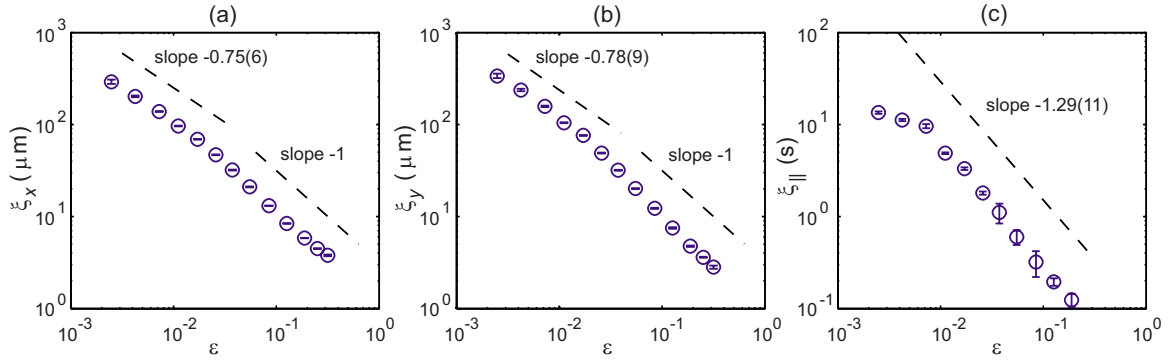 (a)
10^3
10^2
10^1
10^0
ξ_x (μm)
slope -0.75(6)
slope -1
10^-3
10^-2
10^-1
10^0
ε
(b)
10^3
10^2
10^1
10^0
ξ_y (μm)
slope -0.78(9)
slope -1
10^-3
10^-2
10^-1
10^0
ε
(c)
10^2
10^1
10^0
10^-1
ξ_|| (s)
slope -1.29(11)
10^-3
10^-2
10^-1
10^0
ε